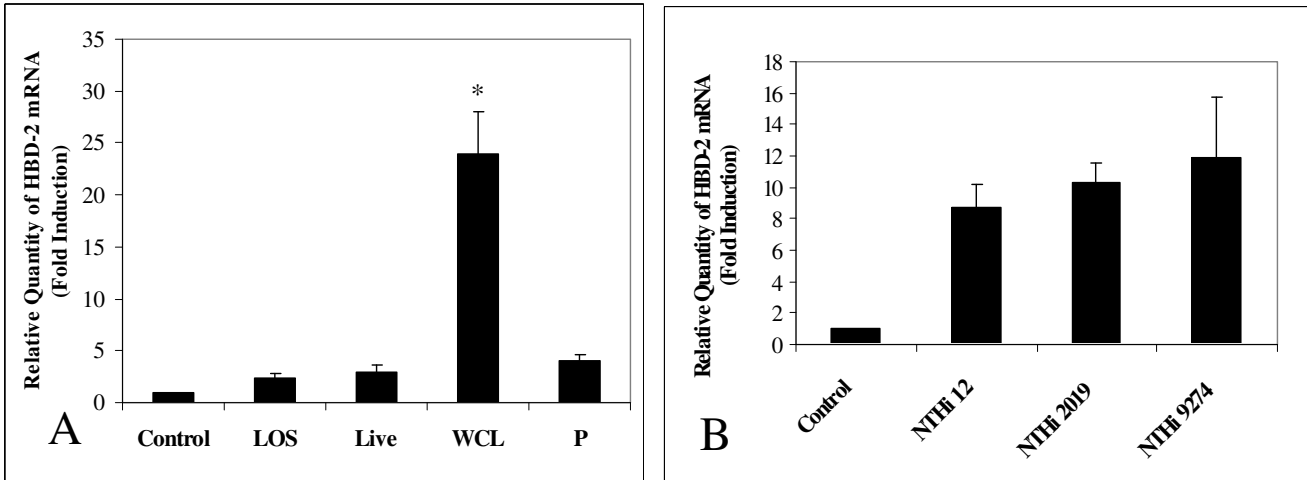 Relative Quantity of HBD-2 mRNA
(Fold Induction)
35
30
25
20
15
10
5
0
*
Control LOS Live WCL P
A
Relative Quantity of HBD-2 mRNA
(Fold Induction)
18
16
14
12
10
8
6
4
2
0
Control
NTHi 12
NTHi 2019
NTHi 9274
B